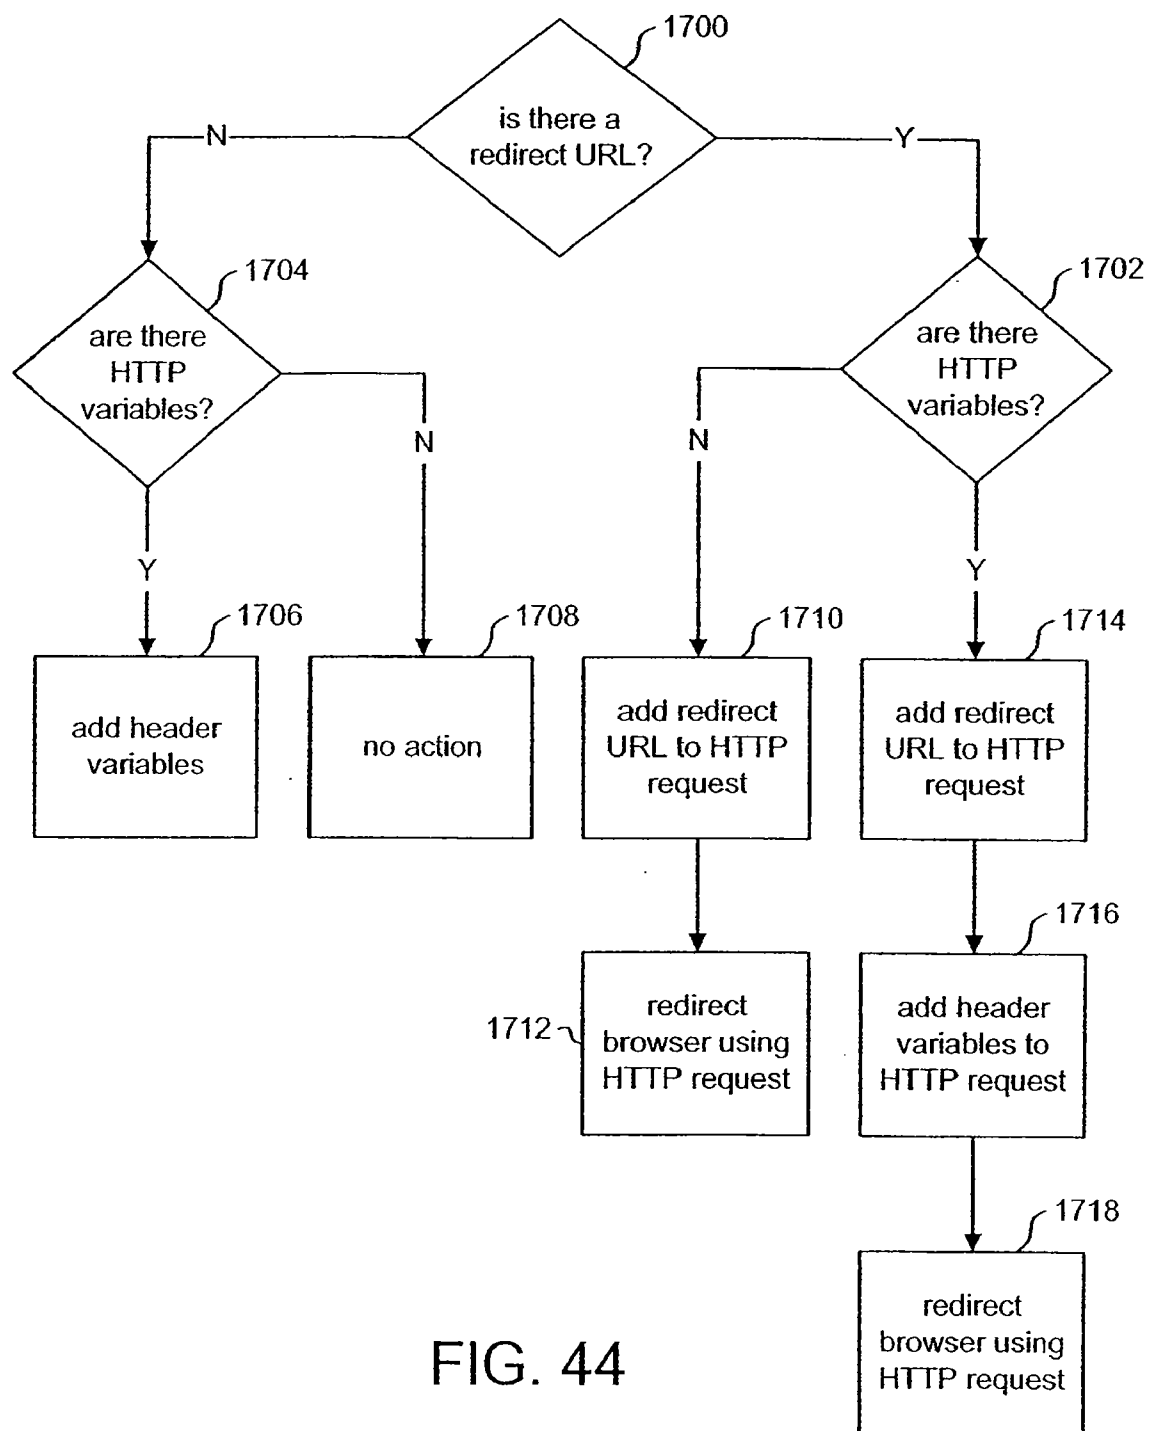 1700
is there a
redirect URL?
N
Y
1704
1702
are there
HTTP
variables?
are there
HTTP
variables?
N
N
Y
Y
1706
1708
1710
1714
add header
variables
no action
add redirect
URL to HTTP
request
add redirect
URL to HTTP
request
1716
1712
redirect
browser using
HTTP request
add header
variables to
HTTP request
1718
redirect
browser using
HTTP request
FIG. 44